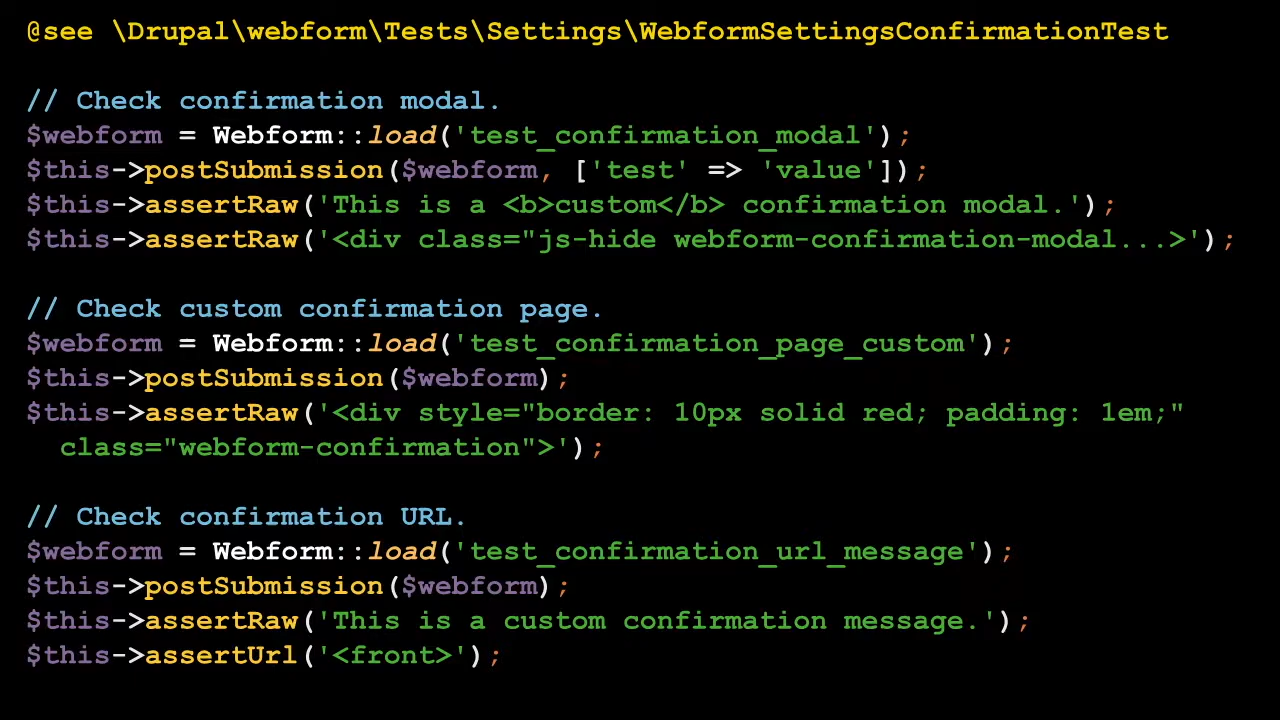 @see \Drupal\webform\Tests\Settings\WebformSettingsConfirmationTest
// Check confirmation modal.
$webform = Webform::load('test_confirmation_modal');
$this->postSubmission($webform, ['test' => 'value']);
$this->assertRaw('This is a <b>custom</b> confirmation modal.');
$this->assertRaw('<div class="js-hide webform-confirmation-modal...>');
// Check custom confirmation page.
$webform = Webform::load('test_confirmation_page_custom');
$this->postSubmission($webform);
$this->assertRaw('<div style="border: 10px solid red; padding: 1em;"
class="webform-confirmation">');
// Check confirmation URL.
$webform = Webform::load('test_confirmation_url_message');
$this->postSubmission($webform);
$this->assertRaw('This is a custom confirmation message.');
$this->assertUrl('<front>');